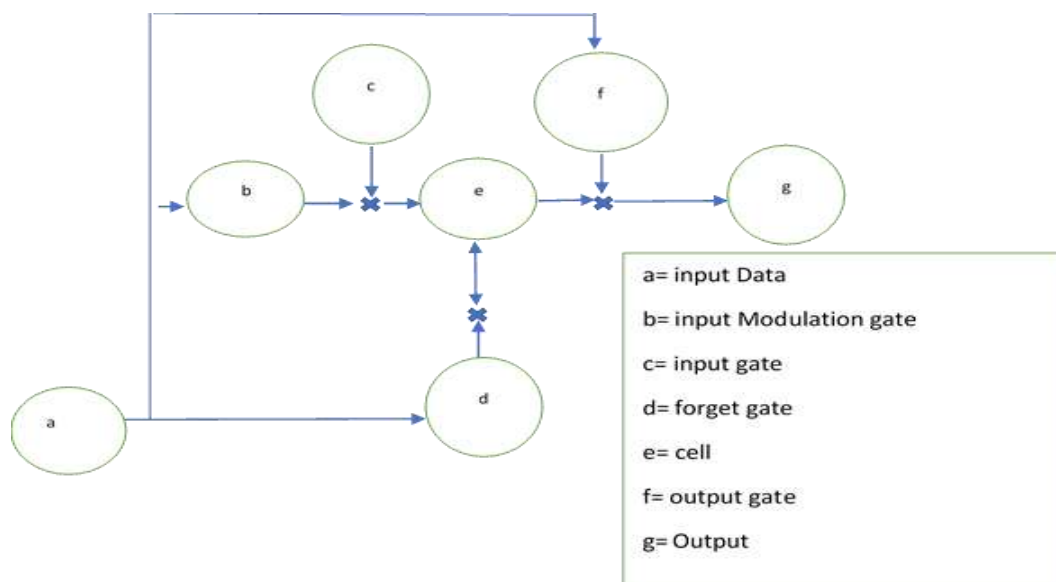 c
f
b
e
g
a
d
a= input Data
b= input Modulation gate
c= input gate
d= forget gate
e= cell
f= output gate
g= Output